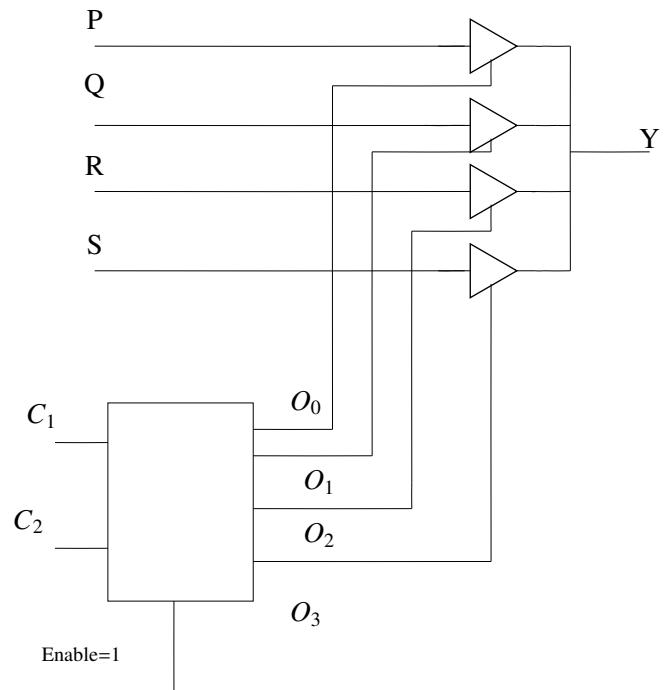 P
Q
R
S
Y
C₁
C₂
O₀
O₁
O₂
O₃
Enable=1